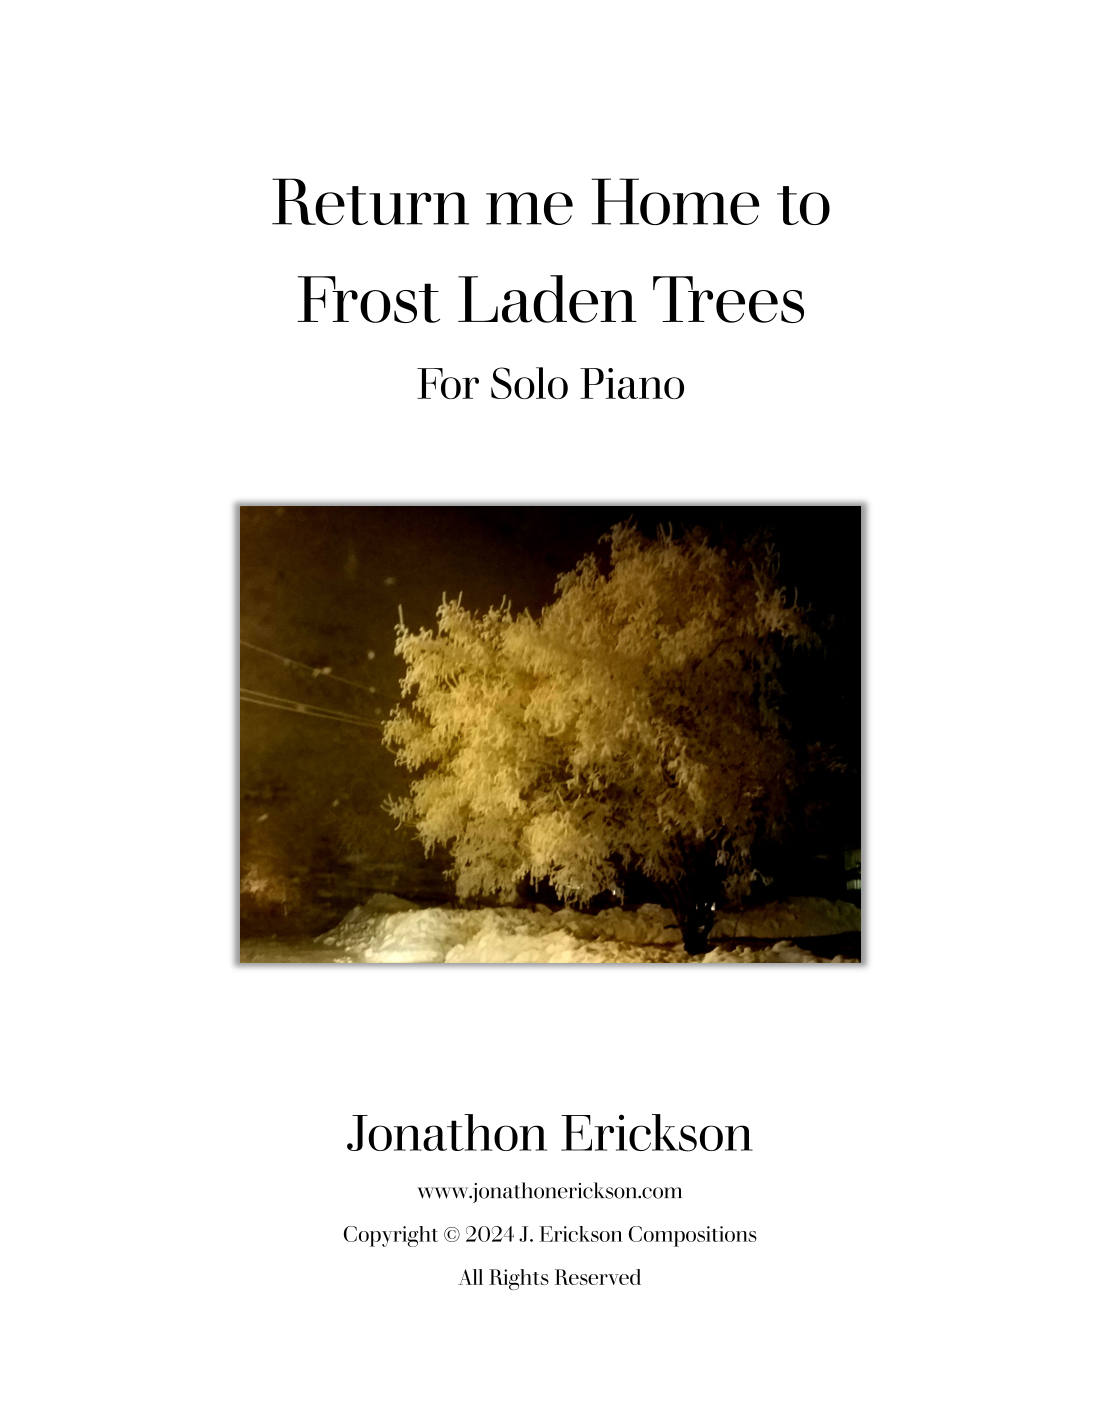 Return me Home to
Frost Laden Trees
For Solo Piano
Jonathon Erickson
www.jonathonerickson.com
Copyright © 2024 J. Erickson Compositions
All Rights Reserved